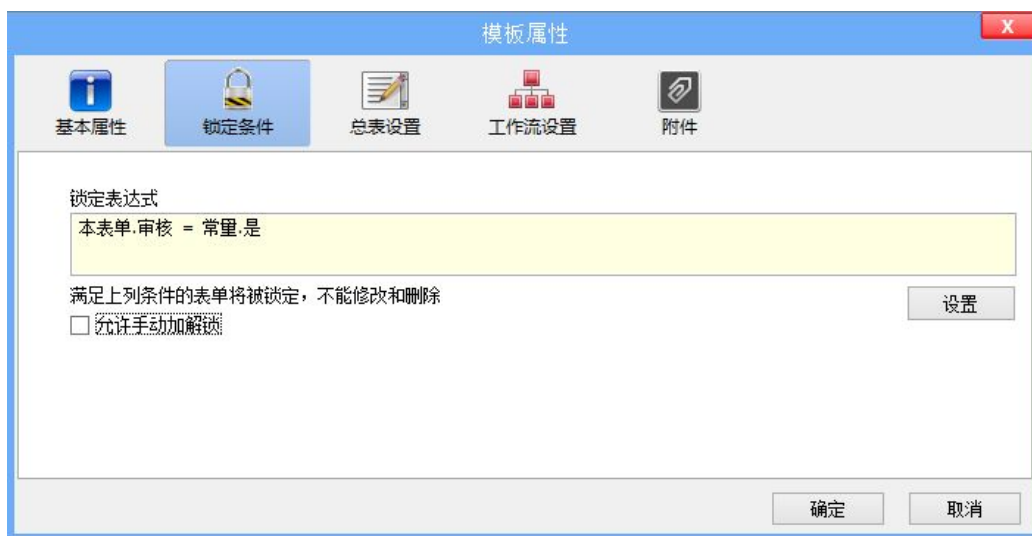 模板属性
X
基本属性 锁定条件 总表设置 工作流设置 附件
锁定表达式
本表单.审核 = 常量.是
满足上列条件的表单将被锁定，不能修改和删除
设置
允许手动加解锁
确定 取消